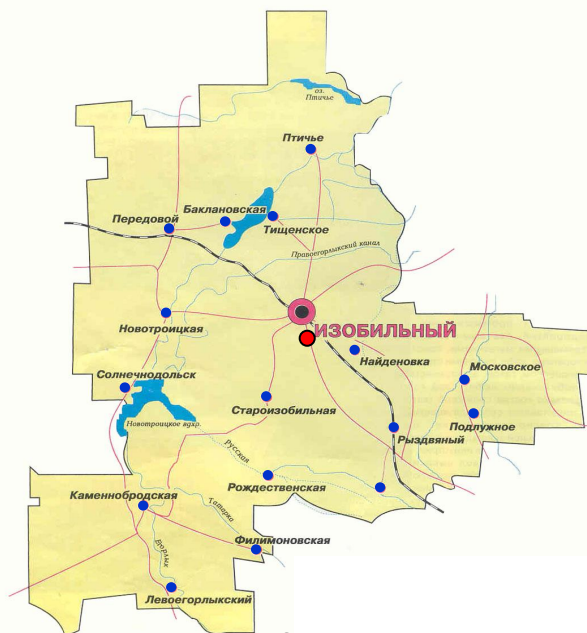 оз.
Птичье
Птичье
Баклановская
Передовой
Тищенское
Правоегорлыкский канал
ИЗОБИЛЬНЫЙ
Новотроицкая
Найденовка
Московское
Солнечнодольск
Староизобильная
Новотроицкое вдхр.
Подлужное
Рыздвяный
Русская
Рождественская
Каменнобродская
Татарка
Филимоновская
Егорлык
Левоегорлыкский